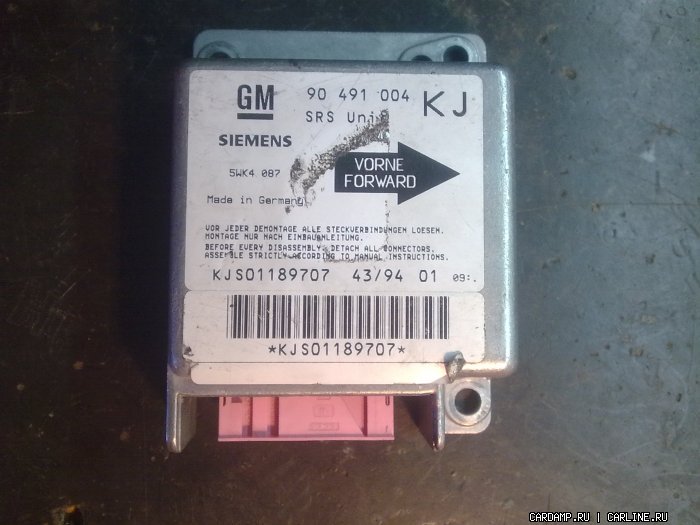 GM 90 491 004 KJ
SRS Unit
SIEMENS
5WK4 087
VORNE
FORWARD
Made in Germany
VOR JEDER DEMONTAGE ALLE STECKVERBINDUNGEN LOESEN.
MONTAGE NUR NACH EINBAUANLEITUNG.
BEFORE EVERY DISASSEMBLY, DETACH ALL CONNECTORS.
ASSEMBLE STRICTLY ACCORDING TO MANUAL INSTRUCTIONS.
KJS01189707 43/94 01
*KJS01189707*
CARDAMP.RU | CARLINE.RU